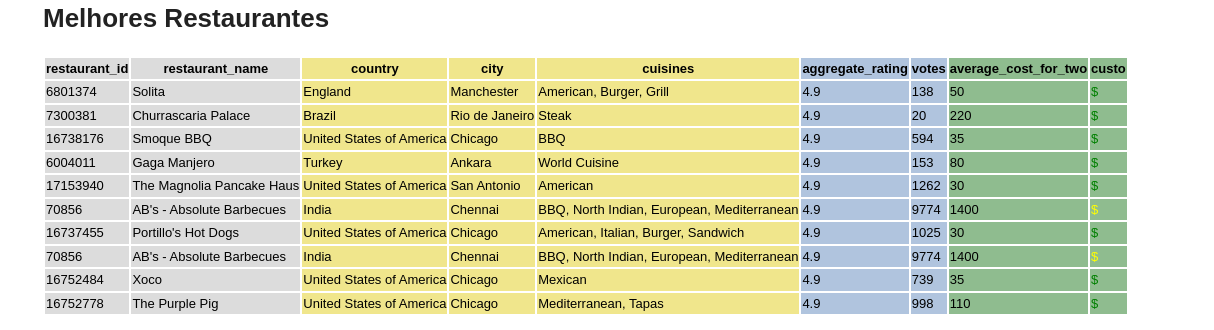 Melhores Restaurantes
restaurant_id restaurant_name country city cuisines aggregate_rating votes average_cost_for_two custo
6801374 Solita England Manchester American, Burger, Grill 4.9 138 50 $
7300381 Churrascaria Palace Brazil Rio de Janeiro Steak 4.9 20 220 $
16738176 Smoque BBQ United States of America Chicago BBQ 4.9 594 35 $
6004011 Gaga Manjero Turkey Ankara World Cuisine 4.9 153 80 $
17153940 The Magnolia Pancake Haus United States of America San Antonio American 4.9 1262 30 $
70856 AB's - Absolute Barbecues India Chennai BBQ, North Indian, European, Mediterranean 4.9 9774 1400 $
16737455 Portillo's Hot Dogs United States of America Chicago American, Italian, Burger, Sandwich 4.9 1025 30 $
70856 AB's - Absolute Barbecues India Chennai BBQ, North Indian, European, Mediterranean 4.9 9774 1400 $
16752484 Xoco United States of America Chicago Mexican 4.9 739 35 $
16752778 The Purple Pig United States of America Chicago Mediterranean, Tapas 4.9 998 110 $